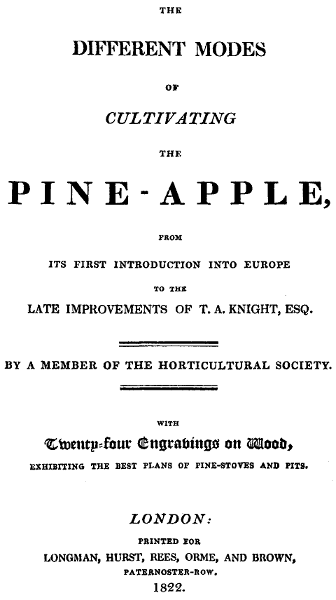 THE
DIFFERENT MODES
OF
CULTIVATING
THE
PINE-APPLE,
FROM
ITS FIRST INTRODUCTION INTO EUROPE
TO THE
LATE IMPROVEMENTS OF T. A. KNIGHT, ESQ.
BY A MEMBER OF THE HORTICULTURAL SOCIETY.
WITH
Twenty-four Engravings on Wood,
EXHIBITING THE BEST PLANS OF PINE-STOVES AND PITS.
LONDON:
PRINTED FOR
LONGMAN, HURST, REES, ORME, AND BROWN,
PATERNOSTER-ROW.
1822.